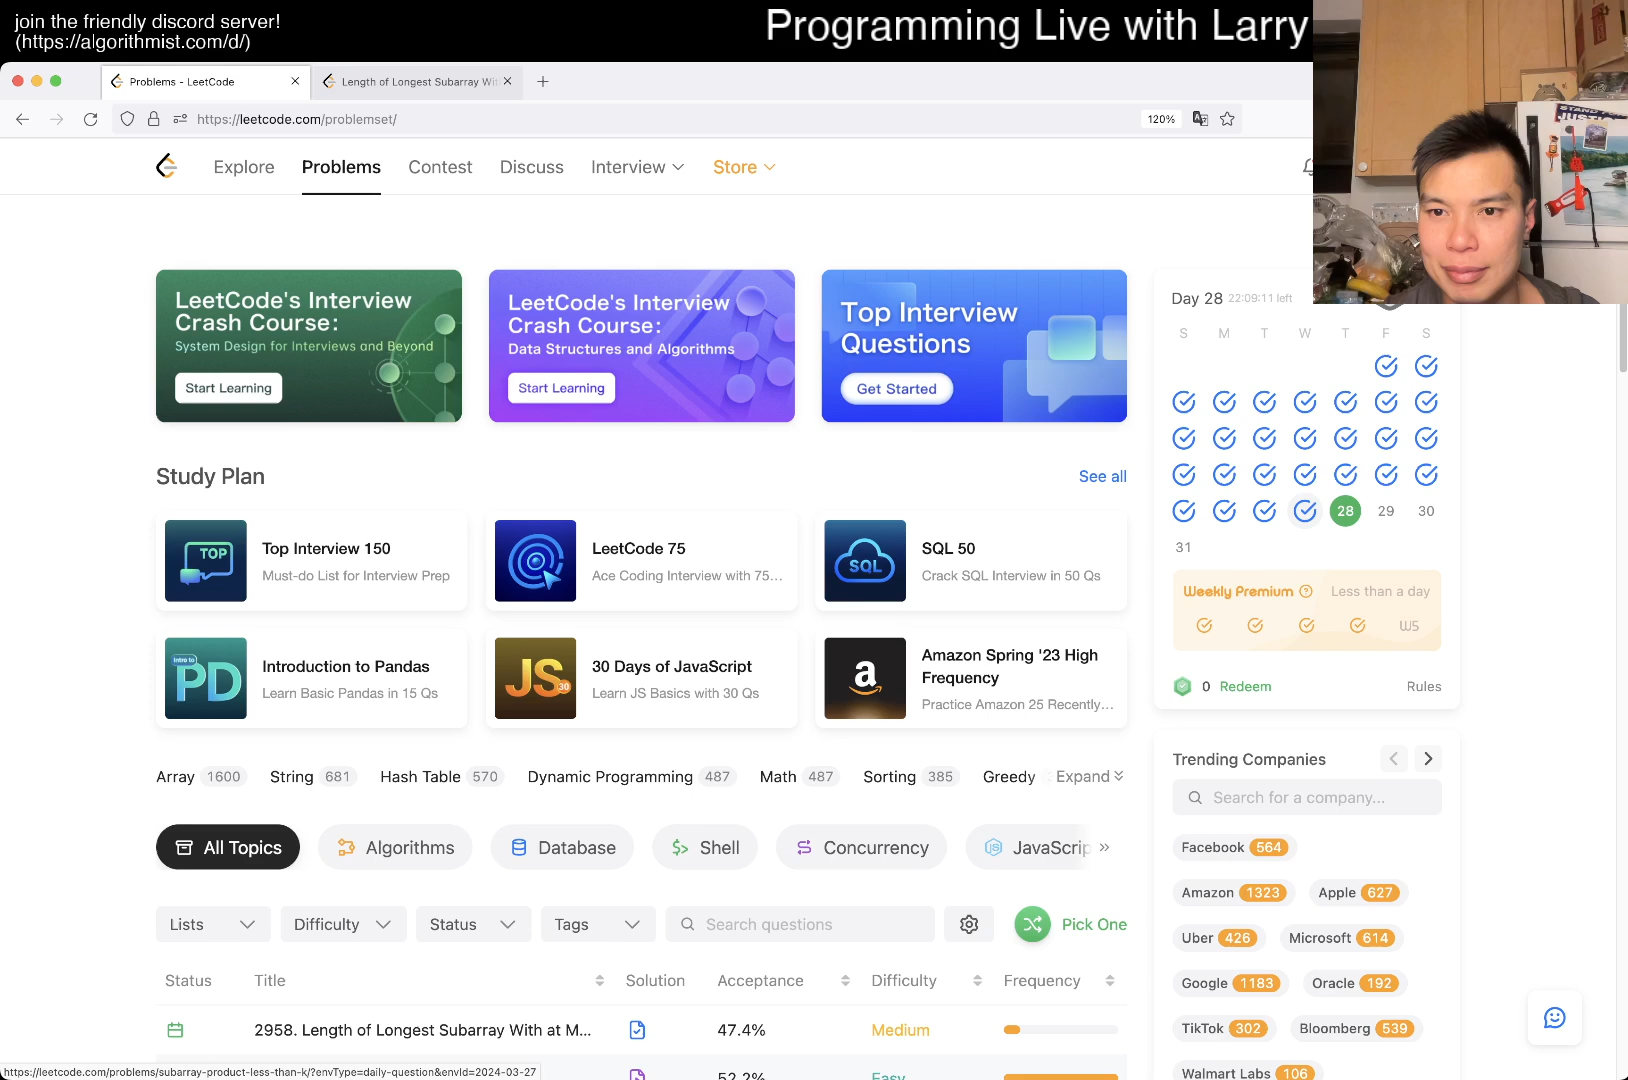 join the friendly discord server!
(https://algorithmist.com/d/)
Programming Live with Larry
Problems - LeetCode
Length of Longest Subarray Wit
https://leetcode.com/problemset/
120%
Explore
Problems
Contest
Discuss
Interview
Store
LeetCode's Interview
Crash Course:
System Design for Interviews and Beyond
Start Learning
LeetCode's Interview
Crash Course:
Data Structures and Algorithms
Start Learning
Top Interview
Questions
Get Started
Day 28 22:09:11 left
S M T W T F S
28 29 30
31
Weekly Premium Less than a day
W5
0 Redeem Rules
Study Plan
See all
TOP
Top Interview 150
Must-do List for Interview Prep
LeetCode 75
Ace Coding Interview with 75...
SQL
SQL 50
Crack SQL Interview in 50 Qs
Intro to
PD
Introduction to Pandas
Learn Basic Pandas in 15 Qs
JS
30
30 Days of JavaScript
Learn JS Basics with 30 Qs
a
Amazon Spring '23 High
Frequency
Practice Amazon 25 Recently...
Array 1600 String 681 Hash Table 570 Dynamic Programming 487 Math 487 Sorting 385 Greedy Expand
All Topics Algorithms Database Shell Concurrency JavaScrip
Lists Difficulty Status Tags Search questions Pick One
Status Title Solution Acceptance Difficulty Frequency
2958. Length of Longest Subarray With at M... 47.4% Medium
52.2% Easy
Trending Companies
Search for a company...
Facebook 564
Amazon 1323 Apple 627
Uber 426 Microsoft 614
Google 1183 Oracle 192
TikTok 302 Bloomberg 539
Walmart Labs 106
https://leetcode.com/problems/subarray-product-less-than-k/?envType=daily-question&envId=2024-03-27